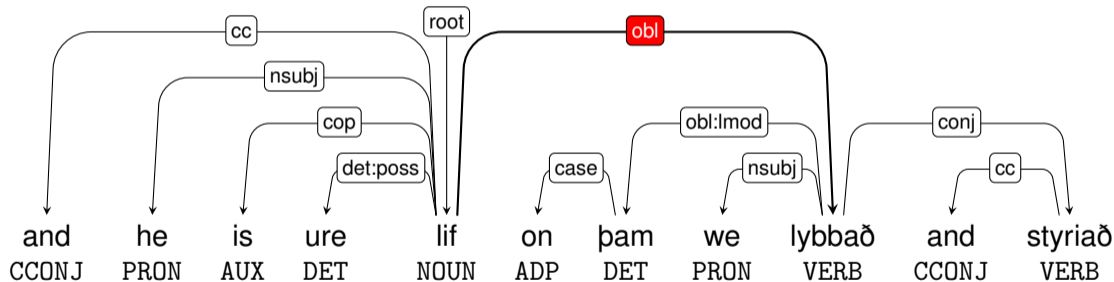 root
cc obl
nsubj
cop obl:lmod conj
det:poss case nsubj cc
and he is ure lif on þam we lybbað and styriað
CCONJ PRON AUX DET NOUN ADP DET PRON VERB CCONJ VERB